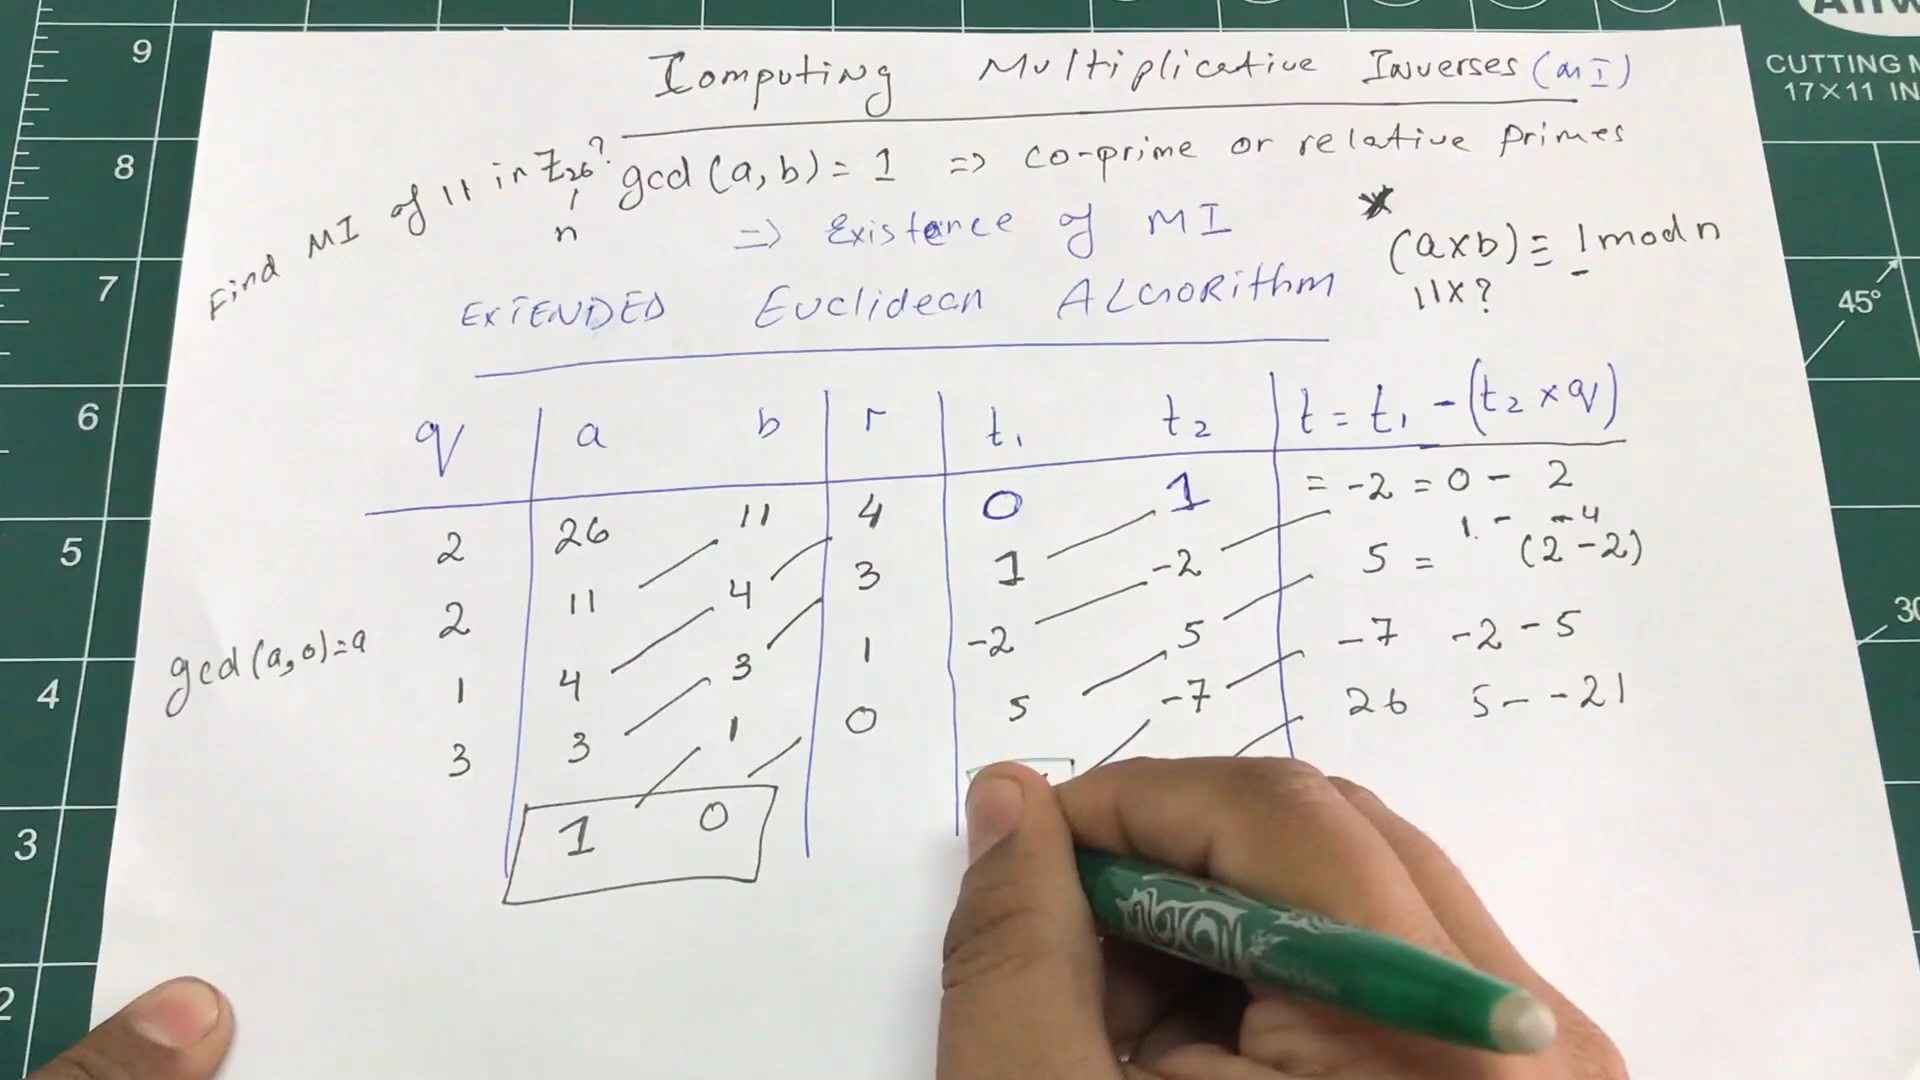 Computing Multiplicative Inverses (MI)
Find MI of 11 in Z26?
n
gcd (a, b) = 1 => co-prime or relative primes
=> Existence of MI
(a x b) ≡ 1 mod n
11 x ?
EXTENDED Euclidean ALGORithm
q a b r t1 t2 t = t1 - (t2 x q)
2 26 11 4 0 1 = -2 = 0 - 2
2 11 4 3 1 -2 5 = 1 - -4
(2 -2)
1 4 3 1 -2 5 -7 -2 - 5
3 3 1 0 5 -7 26 5 - -21
1 0
gcd (a, 0) = a
9
8
7
6
5
4
3
2
CUTTING
17 X 11 IN
45°